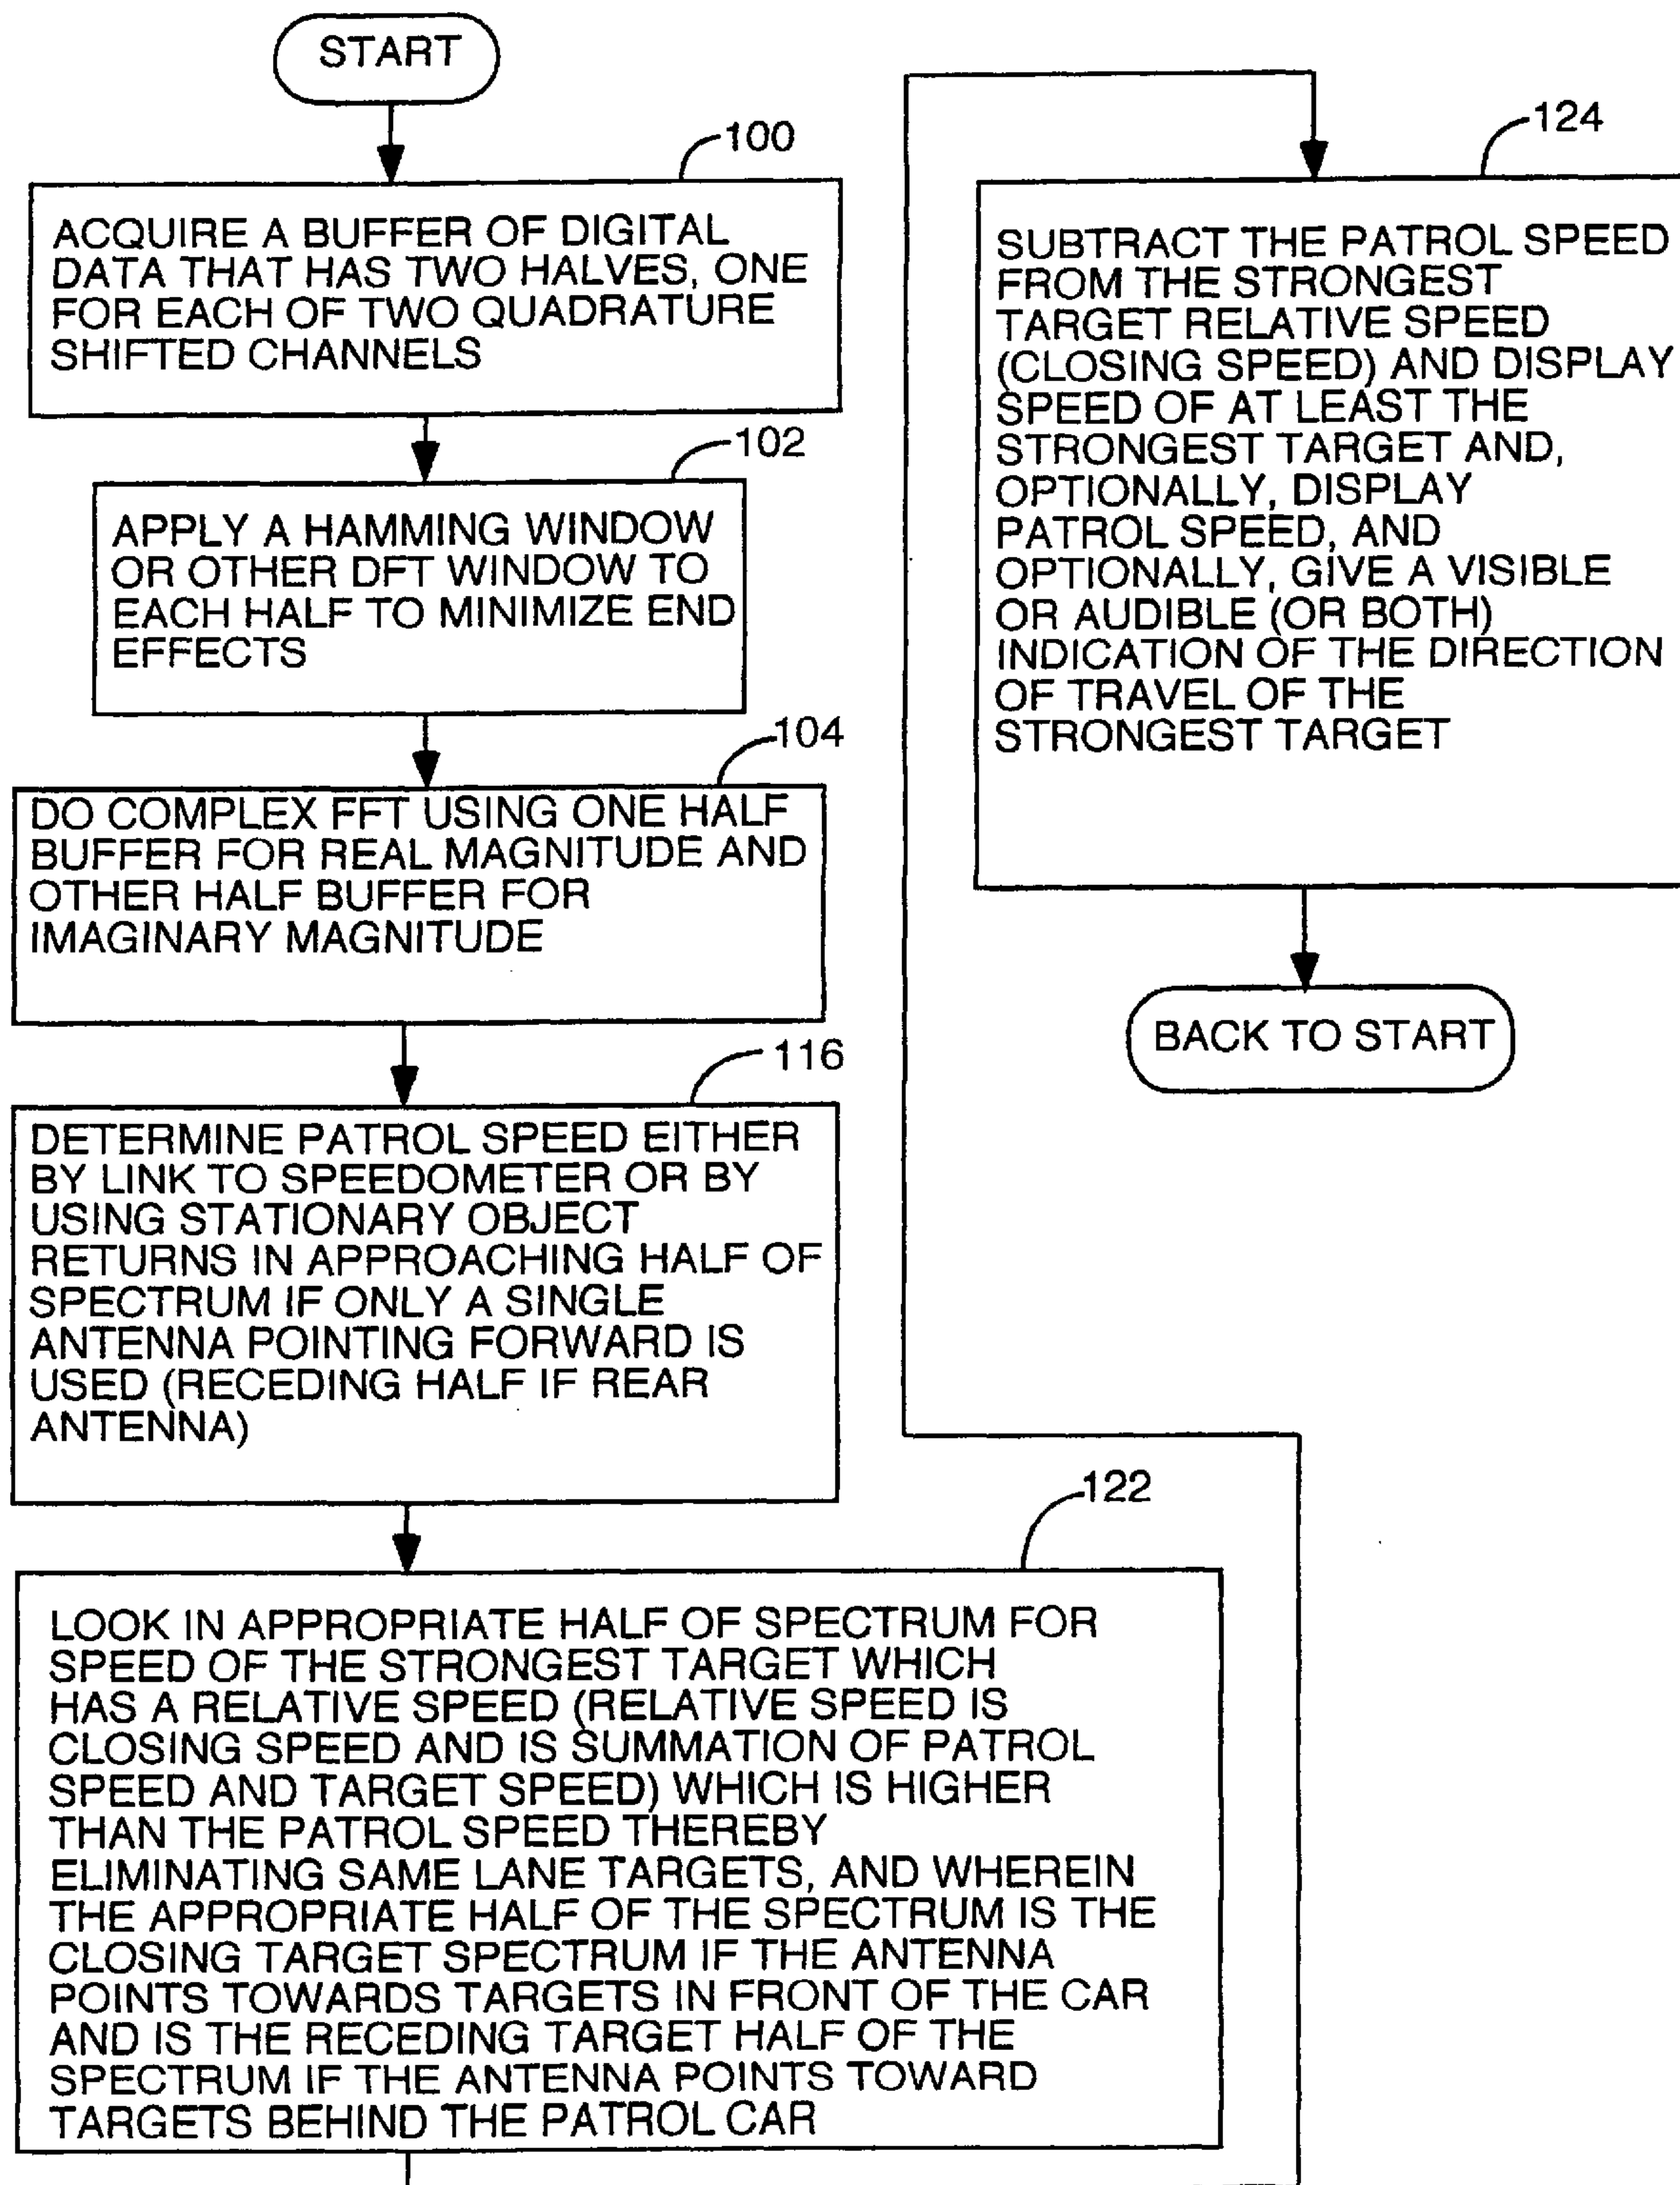 START
100
ACQUIRE A BUFFER OF DIGITAL
DATA THAT HAS TWO HALVES, ONE
FOR EACH OF TWO QUADRATURE
SHIFTED CHANNELS
102
APPLY A HAMMING WINDOW
OR OTHER DFT WINDOW TO
EACH HALF TO MINIMIZE END
EFFECTS
104
DO COMPLEX FFT USING ONE HALF
BUFFER FOR REAL MAGNITUDE AND
OTHER HALF BUFFER FOR
IMAGINARY MAGNITUDE
116
DETERMINE PATROL SPEED EITHER
BY LINK TO SPEEDOMETER OR BY
USING STATIONARY OBJECT
RETURNS IN APPROACHING HALF OF
SPECTRUM IF ONLY A SINGLE
ANTENNA POINTING FORWARD IS
USED (RECEDING HALF IF REAR
ANTENNA)
122
LOOK IN APPROPRIATE HALF OF SPECTRUM FOR
SPEED OF THE STRONGEST TARGET WHICH
HAS A RELATIVE SPEED (RELATIVE SPEED IS
CLOSING SPEED AND IS SUMMATION OF PATROL
SPEED AND TARGET SPEED) WHICH IS HIGHER
THAN THE PATROL SPEED THEREBY
ELIMINATING SAME LANE TARGETS, AND WHEREIN
THE APPROPRIATE HALF OF THE SPECTRUM IS THE
CLOSING TARGET SPECTRUM IF THE ANTENNA
POINTS TOWARDS TARGETS IN FRONT OF THE CAR
AND IS THE RECEDING TARGET HALF OF THE
SPECTRUM IF THE ANTENNA POINTS TOWARD
TARGETS BEHIND THE PATROL CAR
124
SUBTRACT THE PATROL SPEED
FROM THE STRONGEST
TARGET RELATIVE SPEED
(CLOSING SPEED) AND DISPLAY
SPEED OF AT LEAST THE
STRONGEST TARGET AND,
OPTIONALLY, DISPLAY
PATROL SPEED, AND
OPTIONALLY, GIVE A VISIBLE
OR AUDIBLE (OR BOTH)
INDICATION OF THE DIRECTION
OF TRAVEL OF THE
STRONGEST TARGET
BACK TO START